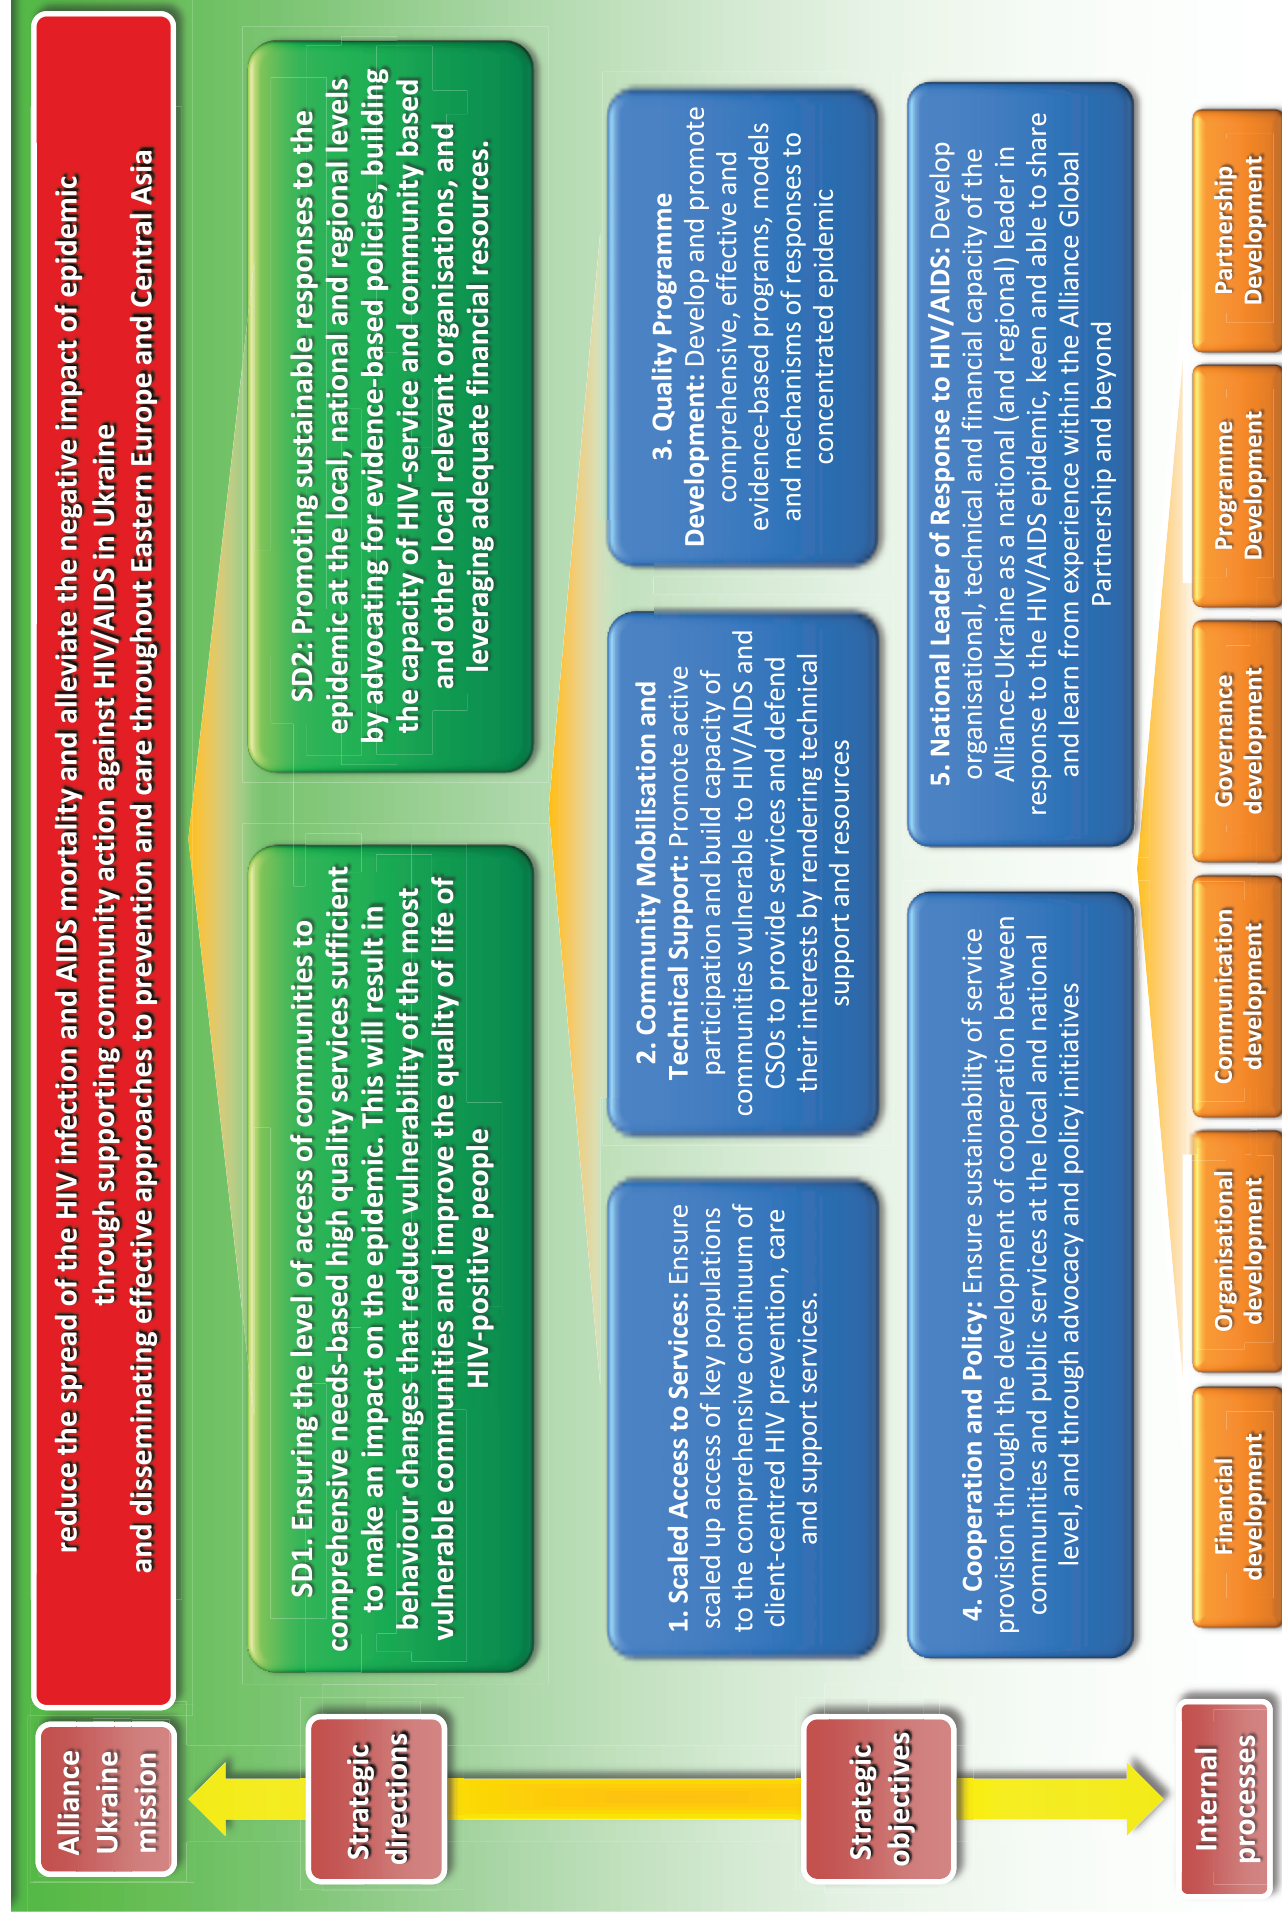 Alliance
Ukraine
mission
reduce the spread of the HIV infection and AIDS mortality and alleviate the negative impact of epidemic
through supporting community action against HIV/AIDS in Ukraine
and disseminating effective approaches to prevention and care throughout Eastern Europe and Central Asia
Strategic
directions
SD1. Ensuring the level of access of communities to
comprehensive needs-based high quality services sufficient
to make an impact on the epidemic. This will result in
behaviour changes that reduce vulnerability of the most
vulnerable communities and improve the quality of life of
HIV-positive people
SD2: Promoting sustainable responses to the
epidemic at the local, national and regional levels
by advocating for evidence-based policies, building
the capacity of HIV-service and community based
and other local relevant organisations, and
leveraging adequate financial resources.
Strategic
objectives
1. Scaled Access to Services: Ensure
scaled up access of key populations
to the comprehensive continuum of
client-centred HIV prevention, care
and support services.
2. Community Mobilisation and
Technical Support: Promote active
participation and build capacity of
communities vulnerable to HIV/AIDS and
CSOs to provide services and defend
their interests by rendering technical
support and resources
3. Quality Programme
Development: Develop and promote
comprehensive, effective and
evidence-based programs, models
and mechanisms of responses to
concentrated epidemic
4. Cooperation and Policy: Ensure sustainability of service
provision through the development of cooperation between
communities and public services at the local and national
level, and through advocacy and policy initiatives
5. National Leader of Response to HIV/AIDS: Develop
organisational, technical and financial capacity of the
Alliance-Ukraine as a national (and regional) leader in
response to the HIV/AIDS epidemic, keen and able to share
and learn from experience within the Alliance Global
Partnership and beyond
Internal
processes
Financial
development
Organisational
development
Communication
development
Governance
development
Programme
Development
Partnership
Development